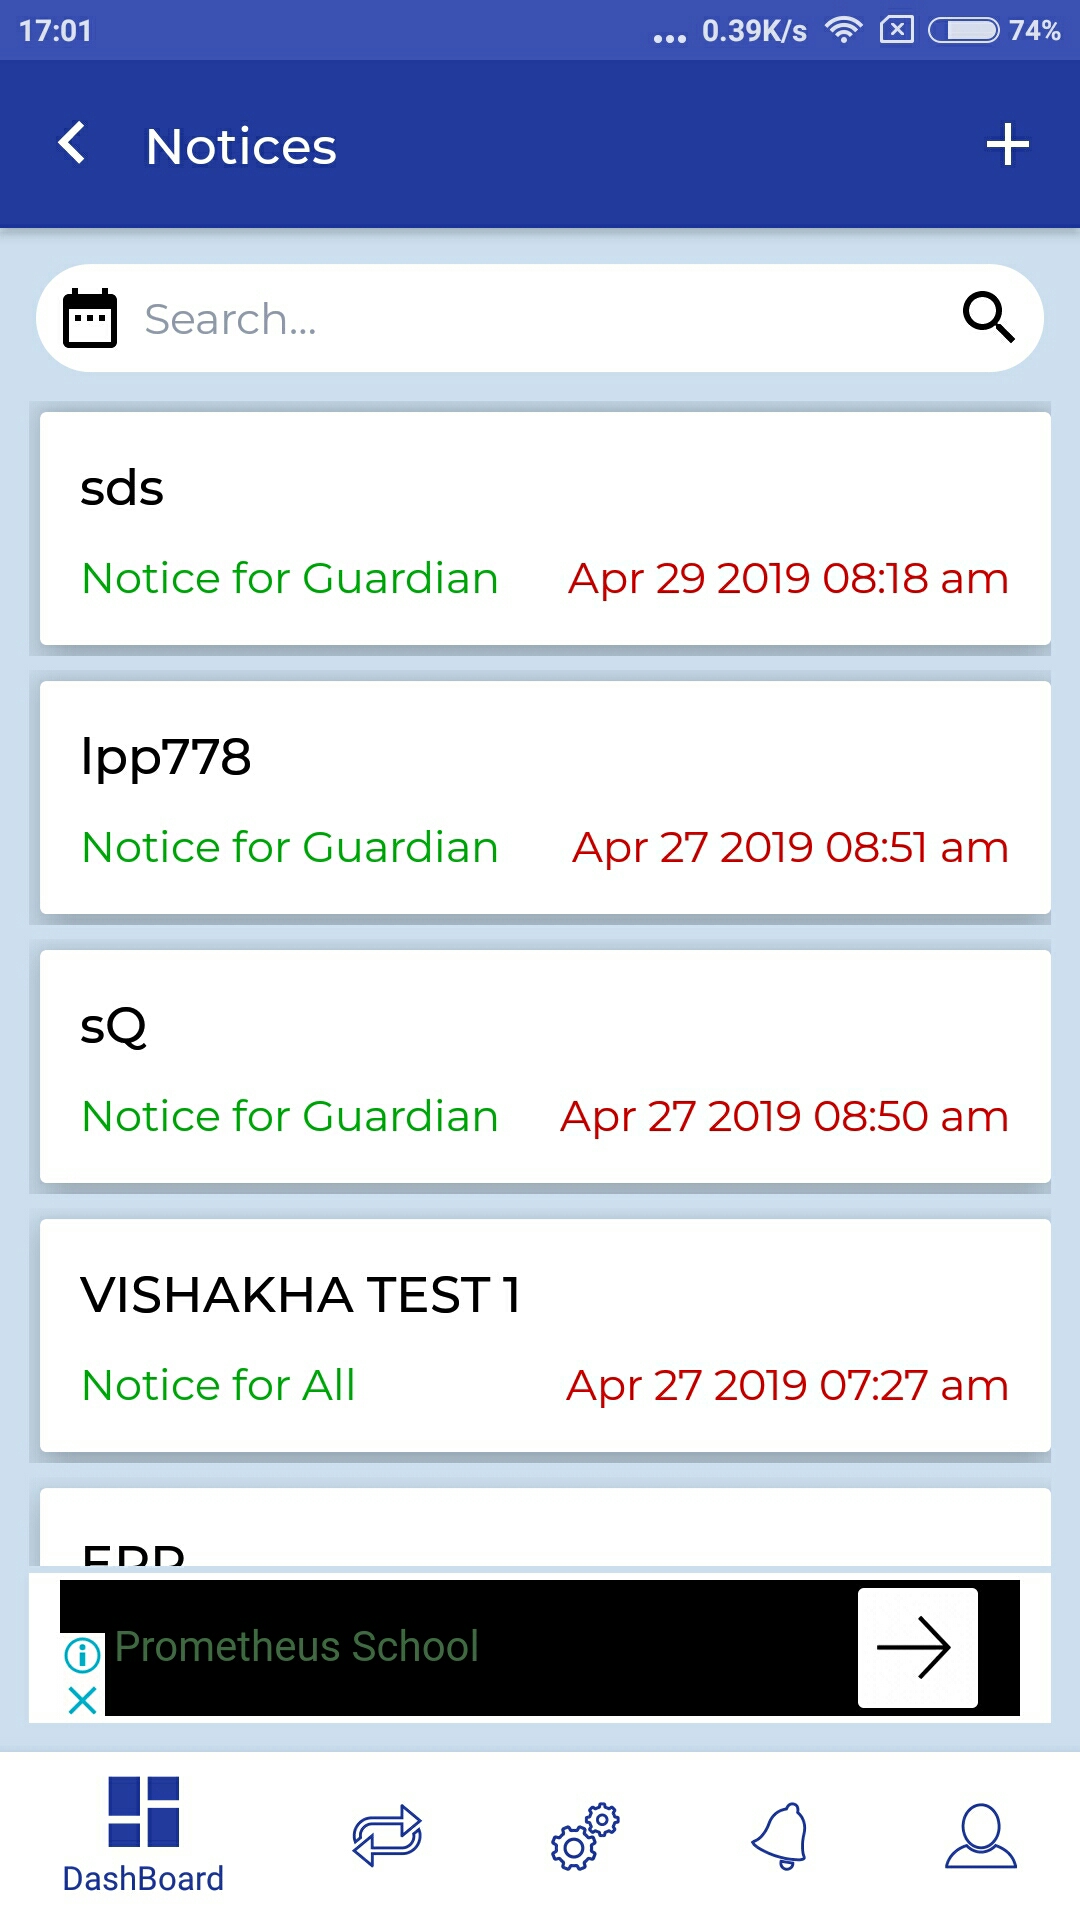 17:01 ... 0.39K/s 74%
Notices
Search...
sds
Notice for Guardian Apr 29 2019 08:18 am
lpp778
Notice for Guardian Apr 27 2019 08:51 am
sQ
Notice for Guardian Apr 27 2019 08:50 am
VISHAKHA TEST 1
Notice for All Apr 27 2019 07:27 am
Prometheus School
DashBoard